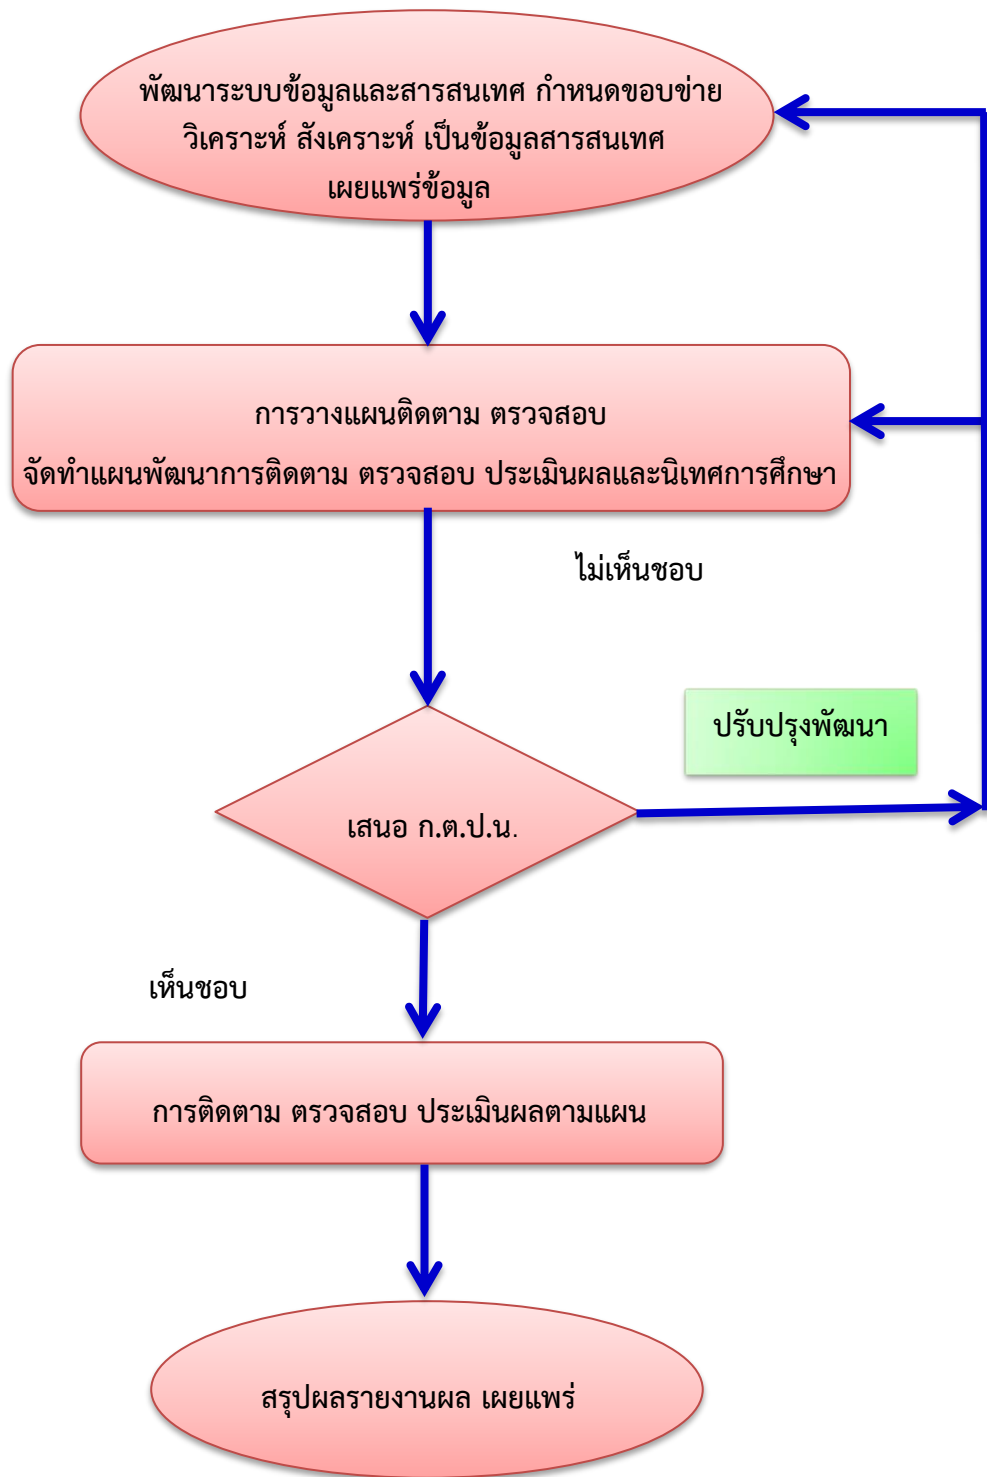 พัฒนาระบบข้อมูลและสารสนเทศ กำหนดขอบข่าย
วิเคราะห์ สังเคราะห์ เป็นข้อมูลสารสนเทศ
เผยแพร่ข้อมูล
การวางแผนติดตาม ตรวจสอบ
จัดทำแผนพัฒนาการติดตาม ตรวจสอบ ประเมินผลและนิเทศการศึกษา
ไม่เห็นชอบ
ปรับปรุงพัฒนา
เสนอ ก.ต.ป.น.
เห็นชอบ
การติดตาม ตรวจสอบ ประเมินผลตามแผน
สรุปผลรายงานผล เผยแพร่